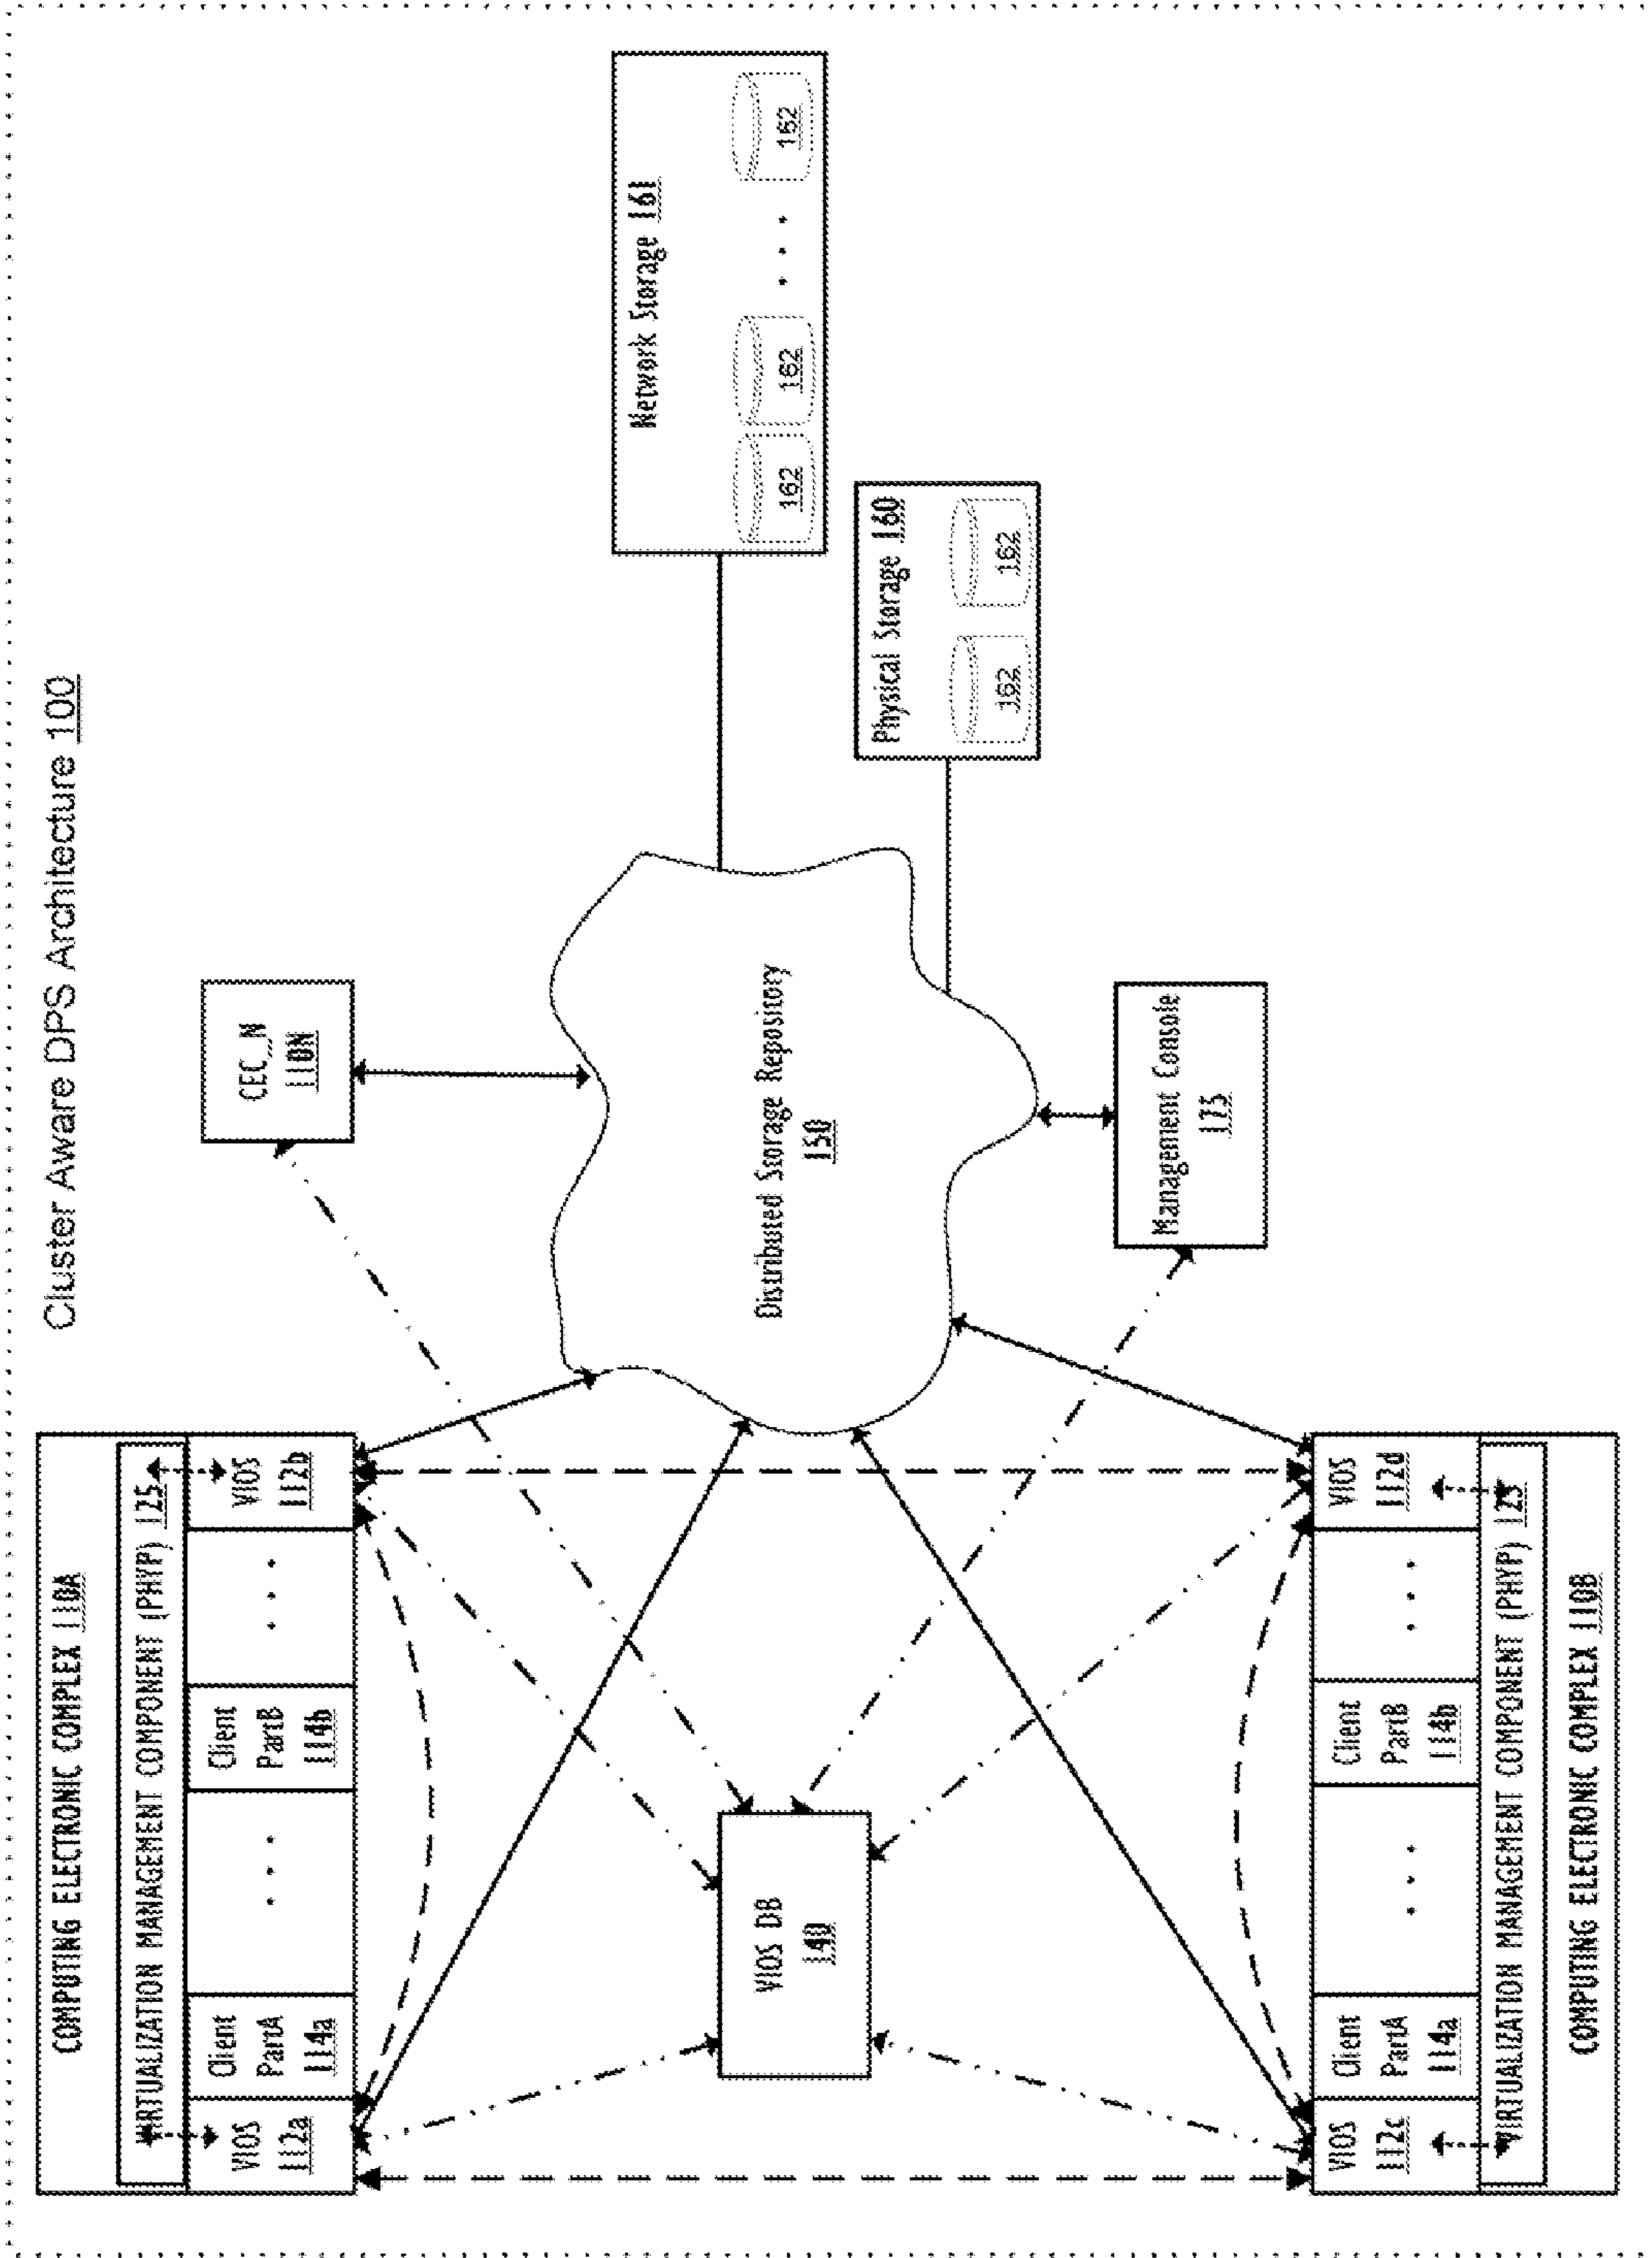 Cluster Aware DPS Architecture 100
COMPUTING ELECTRONIC COMPLEX 110A
VIRTUALIZATION MANAGEMENT COMPONENT (PHYP) 125
VIOS
112a
Client
PartA
114a
. . .
Client
PartB
114b
. . .
VIOS
112b
CEC_N
110N
Network Storage 161
162
162
. . .
162
Physical Storage 160
162
162
Distributed Storage Repository
150
VIOS DB
140
Management Console
175
VIOS
112c
Client
PartA
114a
. . .
Client
PartB
114b
. . .
VIOS
112d
VIRTUALIZATION MANAGEMENT COMPONENT (PHYP) 125
COMPUTING ELECTRONIC COMPLEX 110B